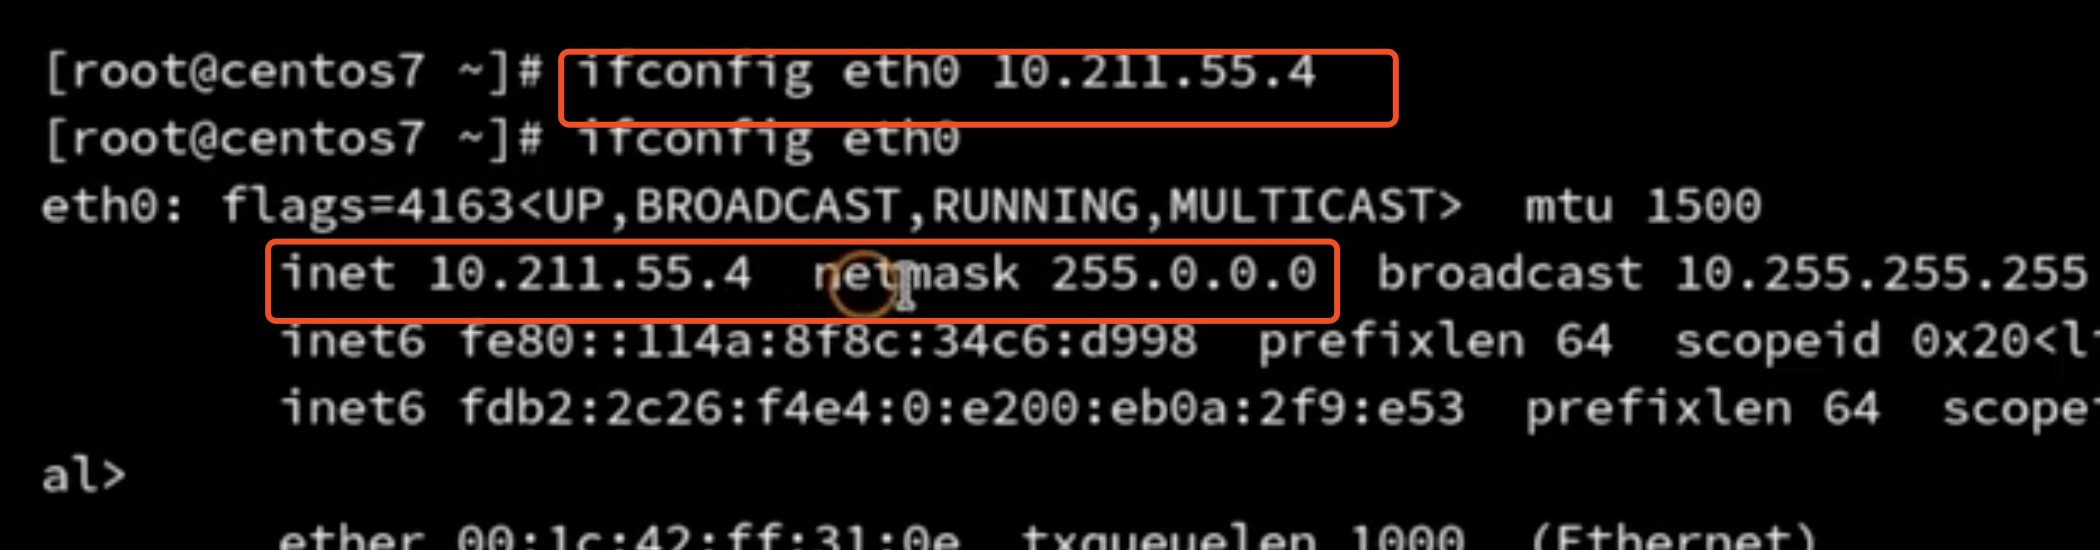 [root@centos7 ~]# ifconfig eth0 10.211.55.4
[root@centos7 ~]# ifconfig eth0
eth0: flags=4163<UP,BROADCAST,RUNNING,MULTICAST>  mtu 1500
inet 10.211.55.4  netmask 255.0.0.0  broadcast 10.255.255.255
inet6 fe80::114a:8f8c:34c6:d998  prefixlen 64  scopeid 0x20<l
inet6 fdb2:2c26:f4e4:0:e200:eb0a:2f9:e53  prefixlen 64  scope
al>
ether 00:1c:42:ff:31:0e  txqueuelen 1000  (Ethernet)